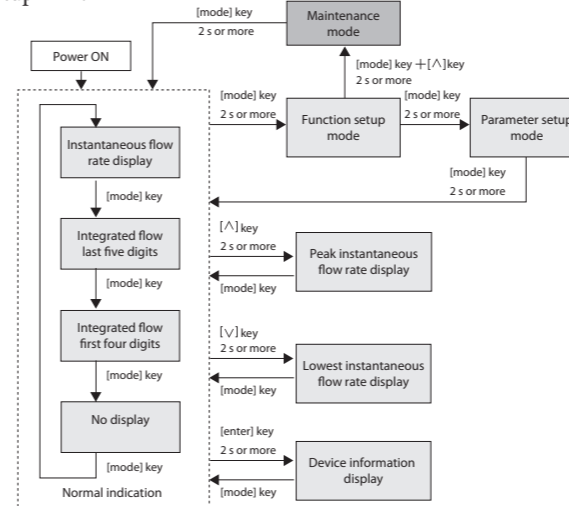 [mode] key
2 s or more
Maintenance
mode
Power ON
[mode] key +[∧]key
2 s or more
[mode] key
2 s or more
Function setup
mode
[mode] key
2 s or more
Parameter setup
mode
[mode] key
2 s or more
Instantaneous flow
rate display
[mode] key
Integrated flow
last five digits
[∧] key
2 s or more
[mode] key
Peak instantaneous
flow rate display
[mode] key
Integrated flow
first four digits
[∨] key
2 s or more
[mode] key
Lowest instantaneous
flow rate display
[mode] key
No display
[enter] key
2 s or more
[mode] key
Device information
display
[mode] key
Normal indication